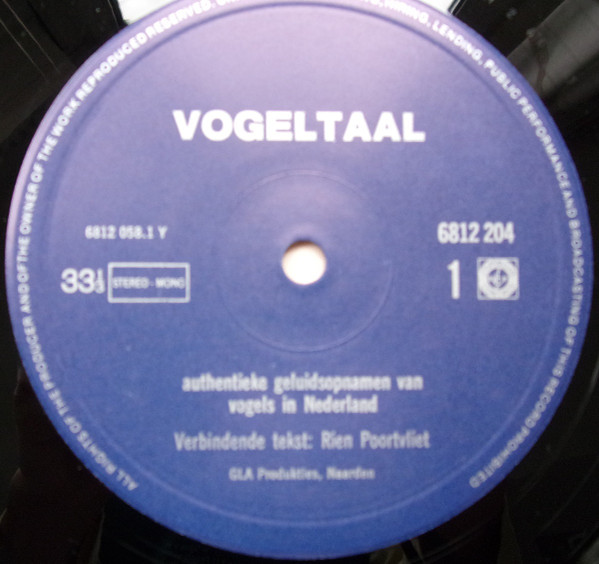 ALL RIGHTS OF THE PRODUCER AND OF THE OWNER OF THE WORK REPRODUCED RESERVED. LENDING, PUBLIC PERFORMANCE AND BROADCASTING OF THIS RECORD PROHIBITED
VOGELTAAL
6812 058.1 Y
6812 204
33⅓ STEREO-MONO
1
authentieke geluidsopnamen van
vogels in Nederland
Verbindende tekst: Rien Poortvliet
GLA Produkties, Naarden